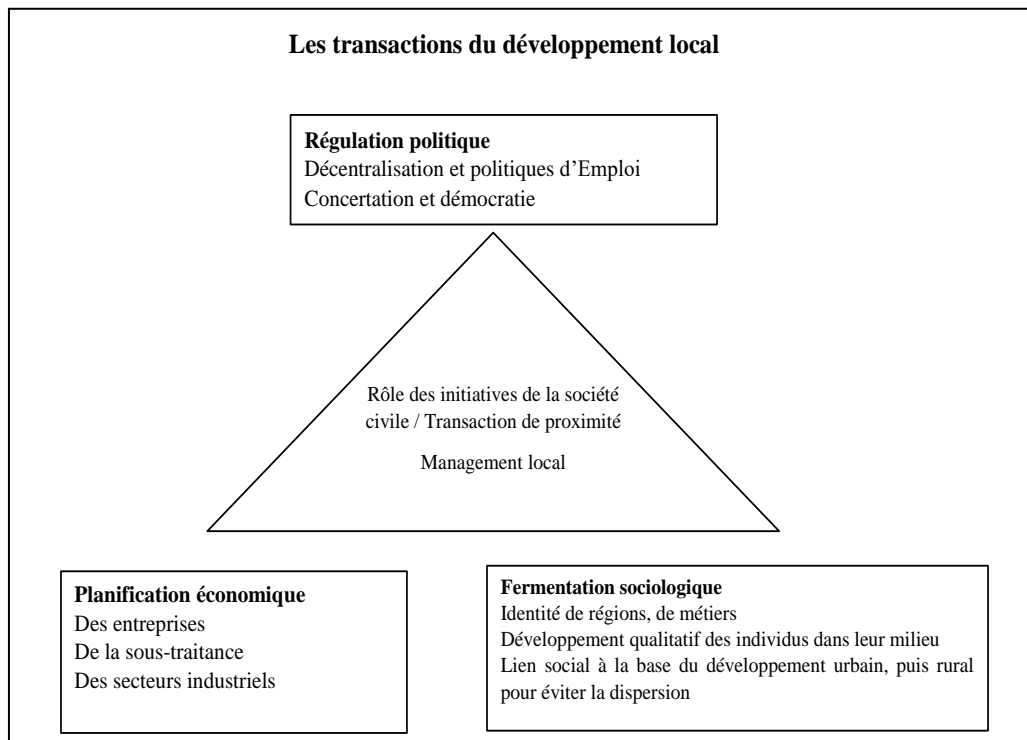 Les transactions du développement local
Régulation politique
Décentralisation et politiques d’Emploi
Concertation et démocratie
Rôle des initiatives de la société
civile / Transaction de proximité
Management local
Planification économique
Des entreprises
De la sous-traitance
Des secteurs industriels
Fermentation sociologique
Identité de régions, de métiers
Développement qualitatif des individus dans leur milieu
Lien social à la base du développement urbain, puis rural
pour éviter la dispersion